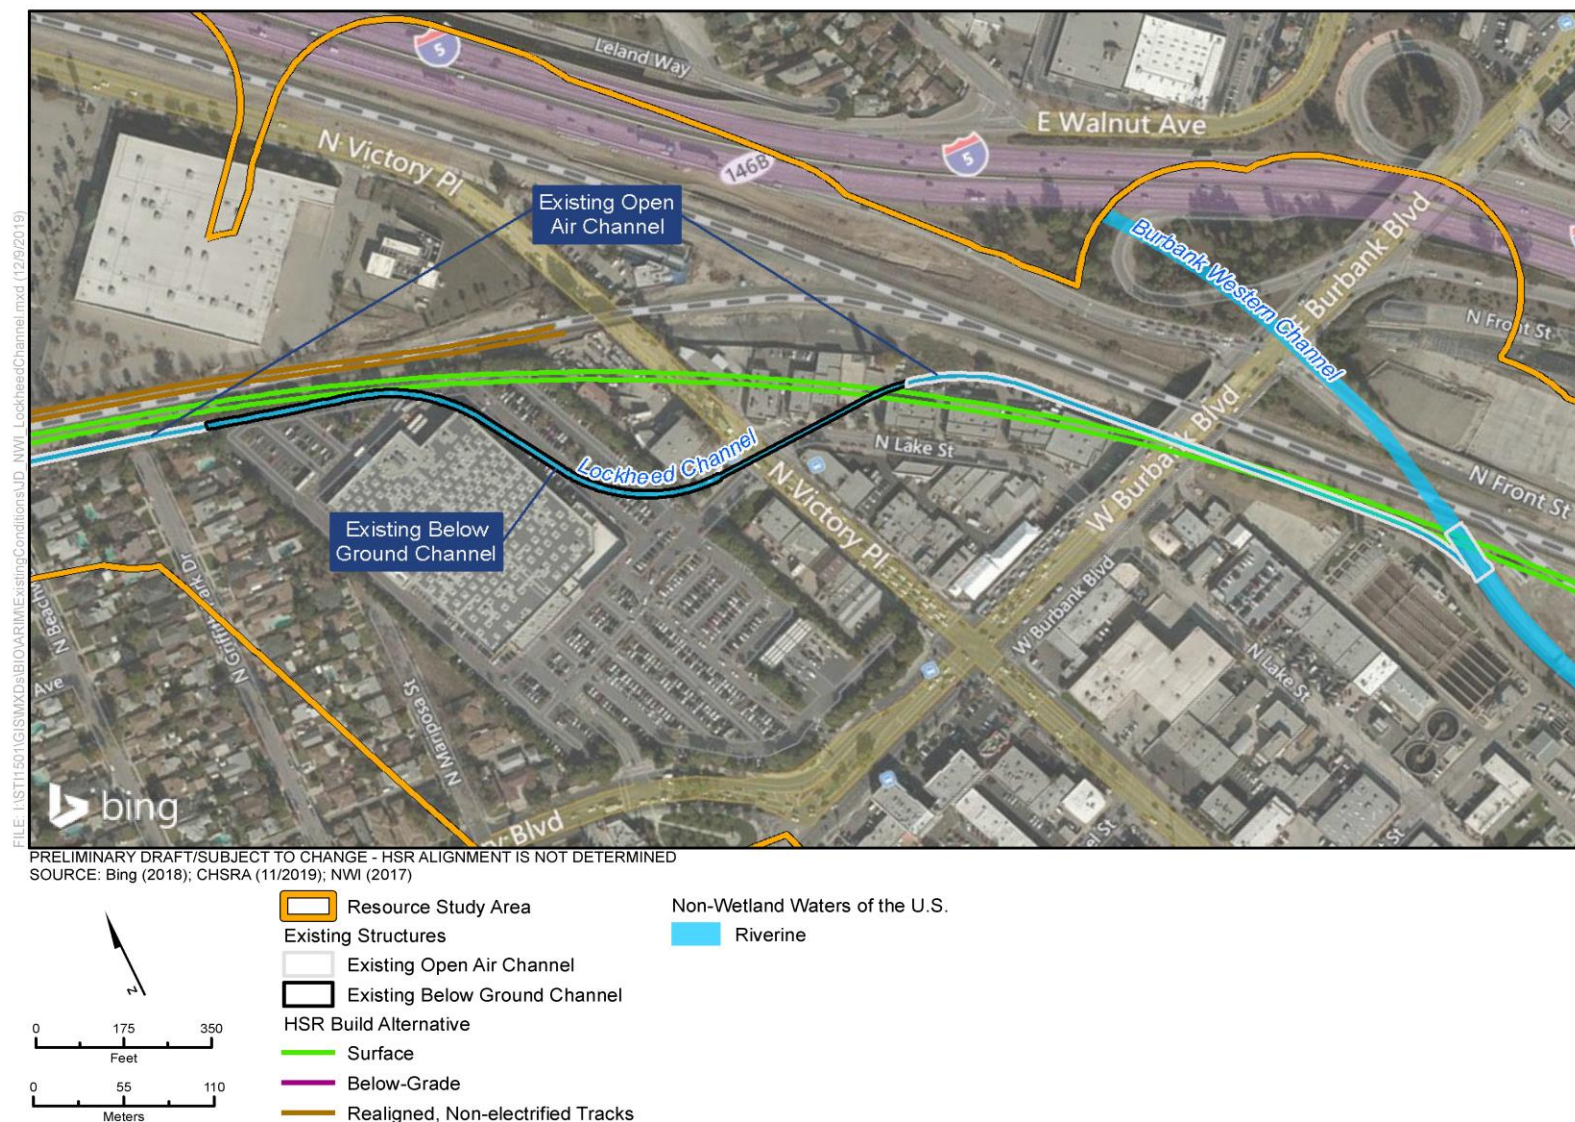 Leland Way
5
E Walnut Ave
N Victory Pl
146B
5
Existing Open
Air Channel
Burbank Western Channel
W Burbank Blvd
N Front St
Lockheed Channel
N Lake St
N Victory Pl
W Burbank Blvd
N Front St
Existing Below
Ground Channel
W Burbank Blvd
N Lake St
N Mariposa St
Ave
bing
FILE: I:\STI1501\GIS\MXDs\BIO\ARIM\ExistingConditions\JD_NWI_LockheedChannel.mxd (12/9/2019)
PRELIMINARY DRAFT/SUBJECT TO CHANGE - HSR ALIGNMENT IS NOT DETERMINED
SOURCE: Bing (2018); CHSRA (11/2019); NWI (2017)
N
0 175 350
Feet
0 55 110
Meters
Resource Study Area
Existing Structures
Existing Open Air Channel
Existing Below Ground Channel
HSR Build Alternative
Surface
Below-Grade
Realigned, Non-electrified Tracks
Non-Wetland Waters of the U.S.
Riverine